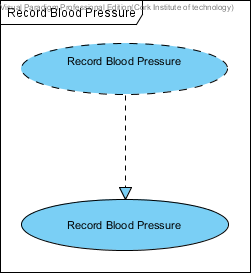 Visual Paradigm Professional Edition(Cork Institute of technology)
Record Blood Pressure
Record Blood Pressure
Record Blood Pressure